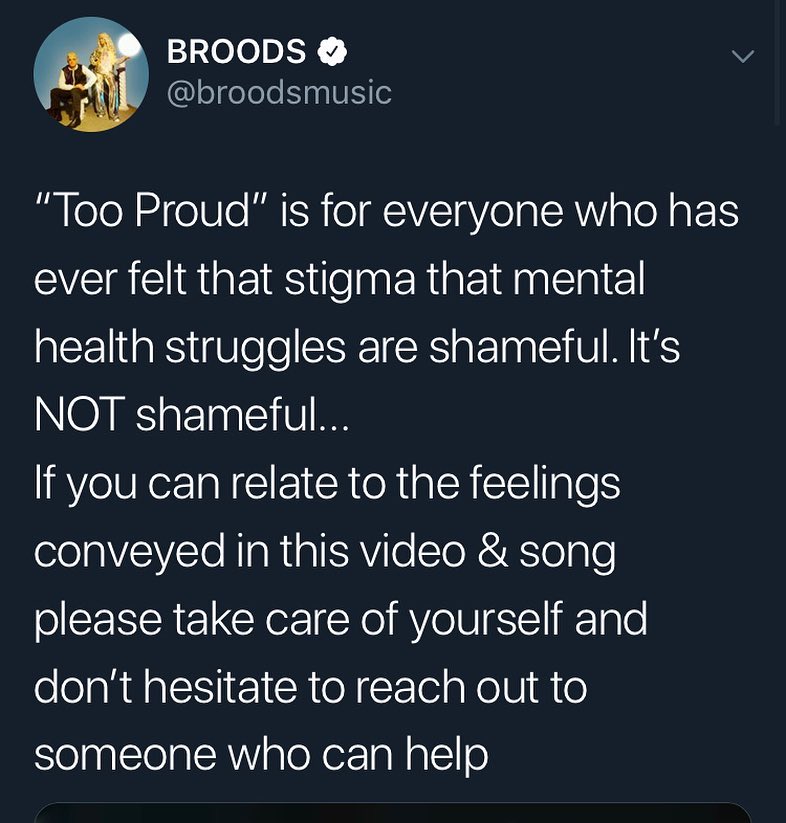 BROODS
@broodsmusic
“Too Proud” is for everyone who has
ever felt that stigma that mental
health struggles are shameful. It’s
NOT shameful...
If you can relate to the feelings
conveyed in this video & song
please take care of yourself and
don’t hesitate to reach out to
someone who can help